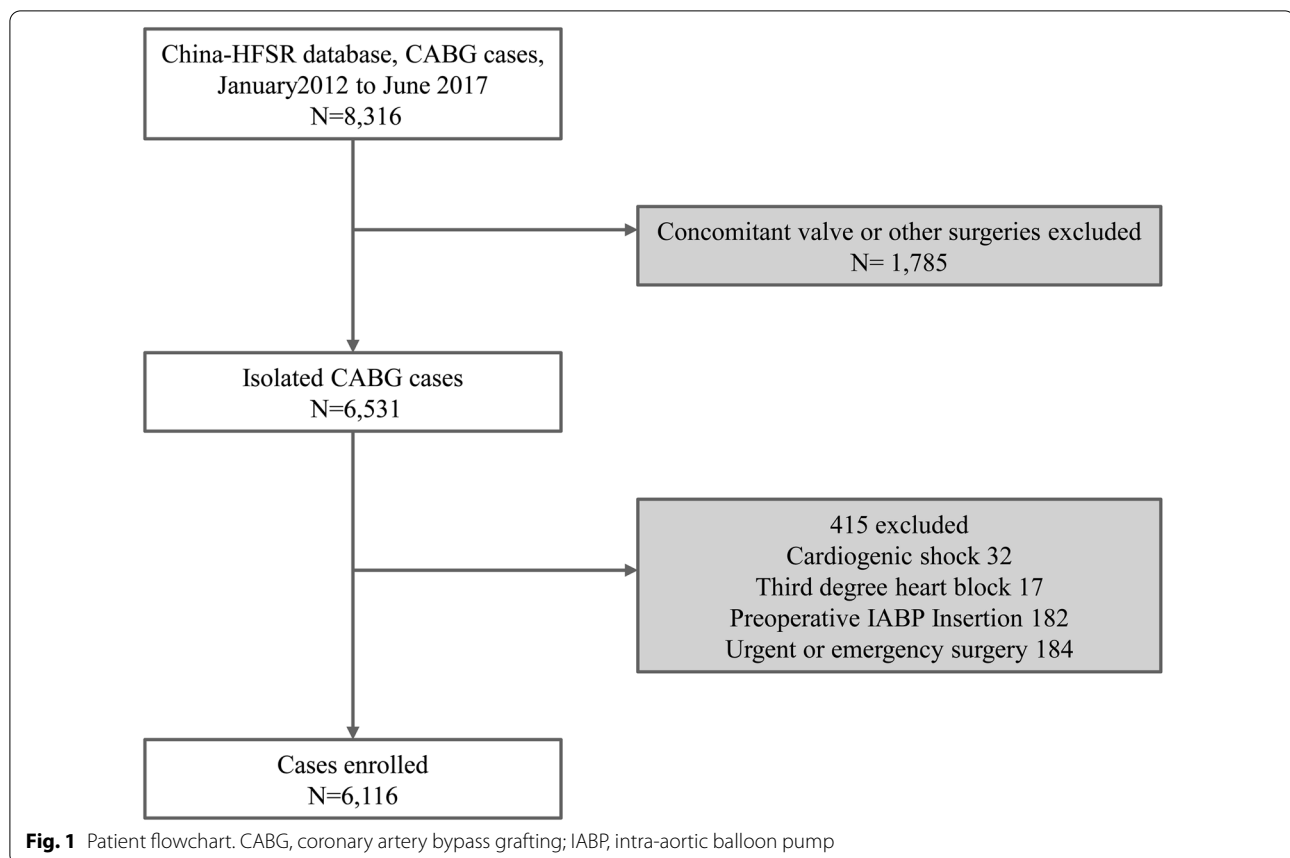 China-HFSR database, CABG cases,
January2012 to June 2017
N=8,316
Concomitant valve or other surgeries excluded
N= 1,785
Isolated CABG cases
N=6,531
415 excluded
Cardiogenic shock 32
Third degree heart block 17
Preoperative IABP Insertion 182
Urgent or emergency surgery 184
Cases enrolled
N=6,116
Fig. 1 Patient flowchart. CABG, coronary artery bypass grafting; IABP, intra-aortic balloon pump